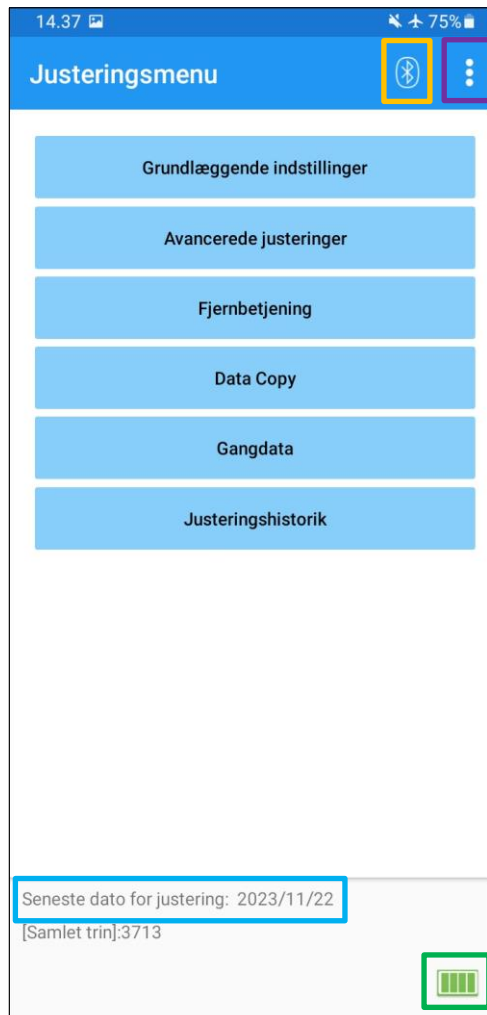 14.37 75%
Justeringsmenu
Grundlæggende indstillinger
Avancerede justeringer
Fjernbetjening
Data Copy
Gangdata
Justeringshistorik
Seneste dato for justering: 2023/11/22
[Samlet trin]:3713